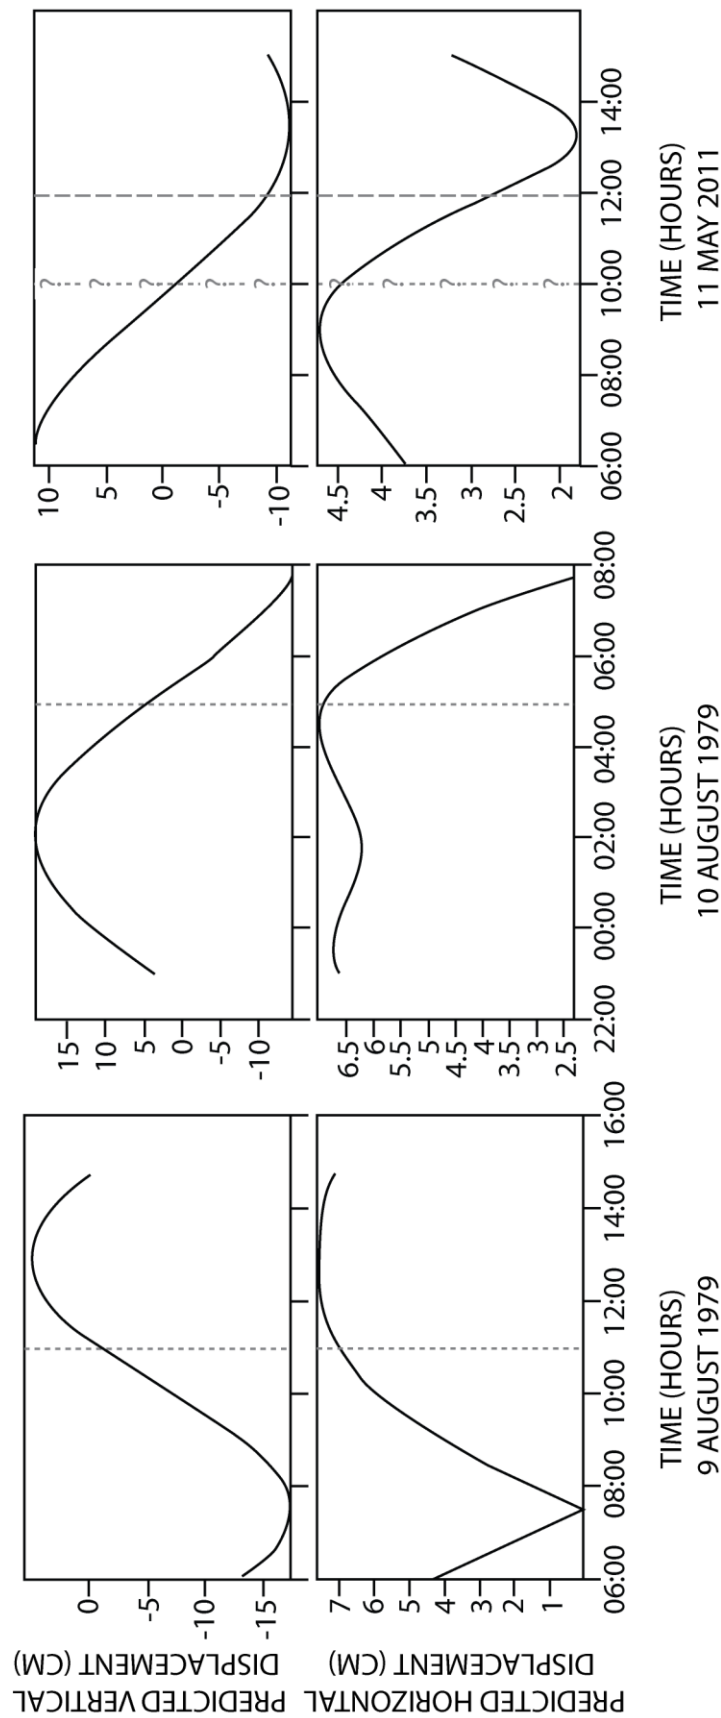 PREDICTED VERTICAL
DISPLACEMENT (CM)
0
-5
-10
-15
PREDICTED HORIZONTAL
DISPLACEMENT (CM)
7
6
5
4
3
2
1
06:00 08:00 10:00 12:00 14:00 16:00
TIME (HOURS)
9 AUGUST 1979
15
10
5
0
-5
-10
6.5
6
5.5
5
4.5
4
3.5
3
2.5
22:00 00:00 02:00 04:00 06:00 08:00
TIME (HOURS)
10 AUGUST 1979
10
5
0
-5
-10
? ? ? ? ?
4.5
4
3.5
3
2.5
2
? ? ? ? ?
06:00 08:00 10:00 12:00 14:00
TIME (HOURS)
11 MAY 2011